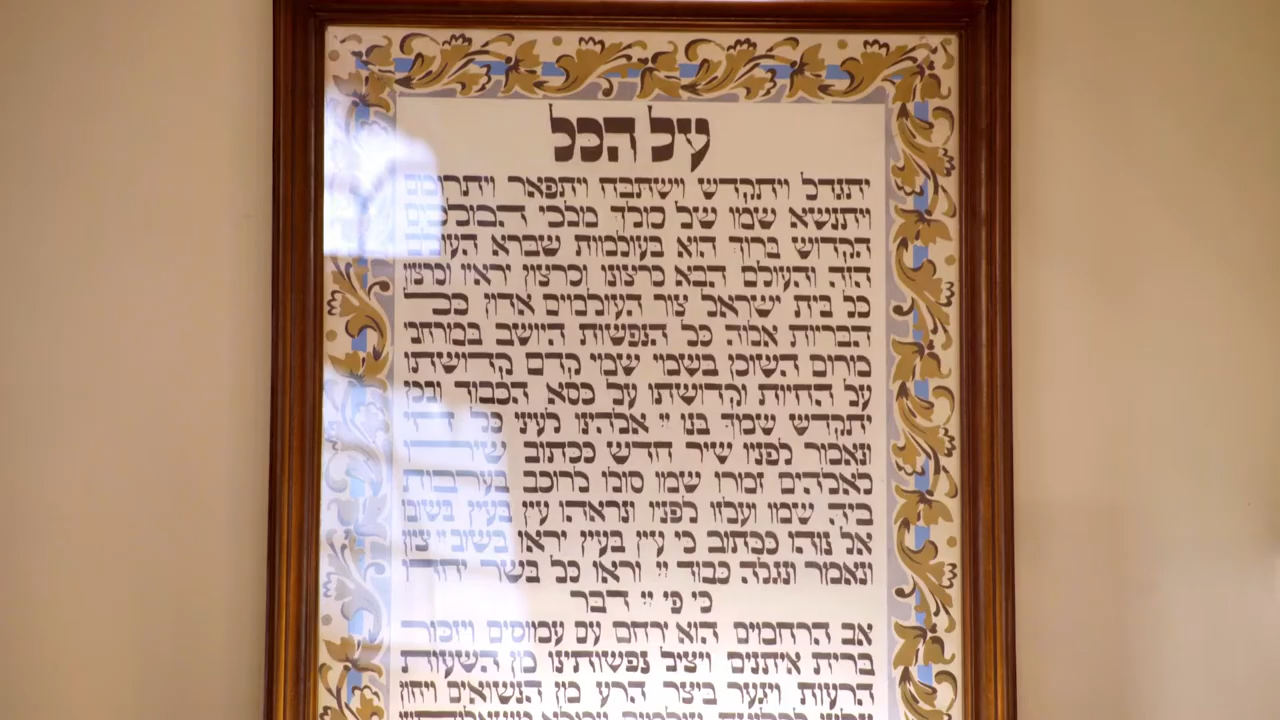 על הכל
יתגדל ויתקדש וישתבח ויתפאר ויתרומם
ויתנשא שמו של מלך מלכי המלכים
הקדוש ברוך הוא בעולמות שברא העולם
הזה והעולם הבא כרצונו וכרצון יראיו וכרצון
כל בית ישראל צור העולמים אדון כל
הבריות אלוה כל הנפשות היושב במרחבי
מרום השוכן בשמי שמי קדם קדושתו
על החיות וקדושתו על כסא הכבוד ובכן
יתקדש שמך בנו יי אלהינו לעיני כל חי
ונאמר לפניו שיר חדש ככתוב שירו
לאלהים זמרו שמו סולו לרוכב בערבות
ביה שמו ועלזו לפניו ונראהו עין בעין בשובו
אל נוהו ככתוב כי עין בעין יראו בשוב יי ציון
ונאמר ונגלה כבוד יי וראו כל בשר יחדו
כי פי יי דבר
אב הרחמים הוא ירחם עם עמוסים ויזכור
ברית איתנים ויציל נפשותינו מן השעות
הרעות ויגער ביצר הרע מן הנשואים ויחון